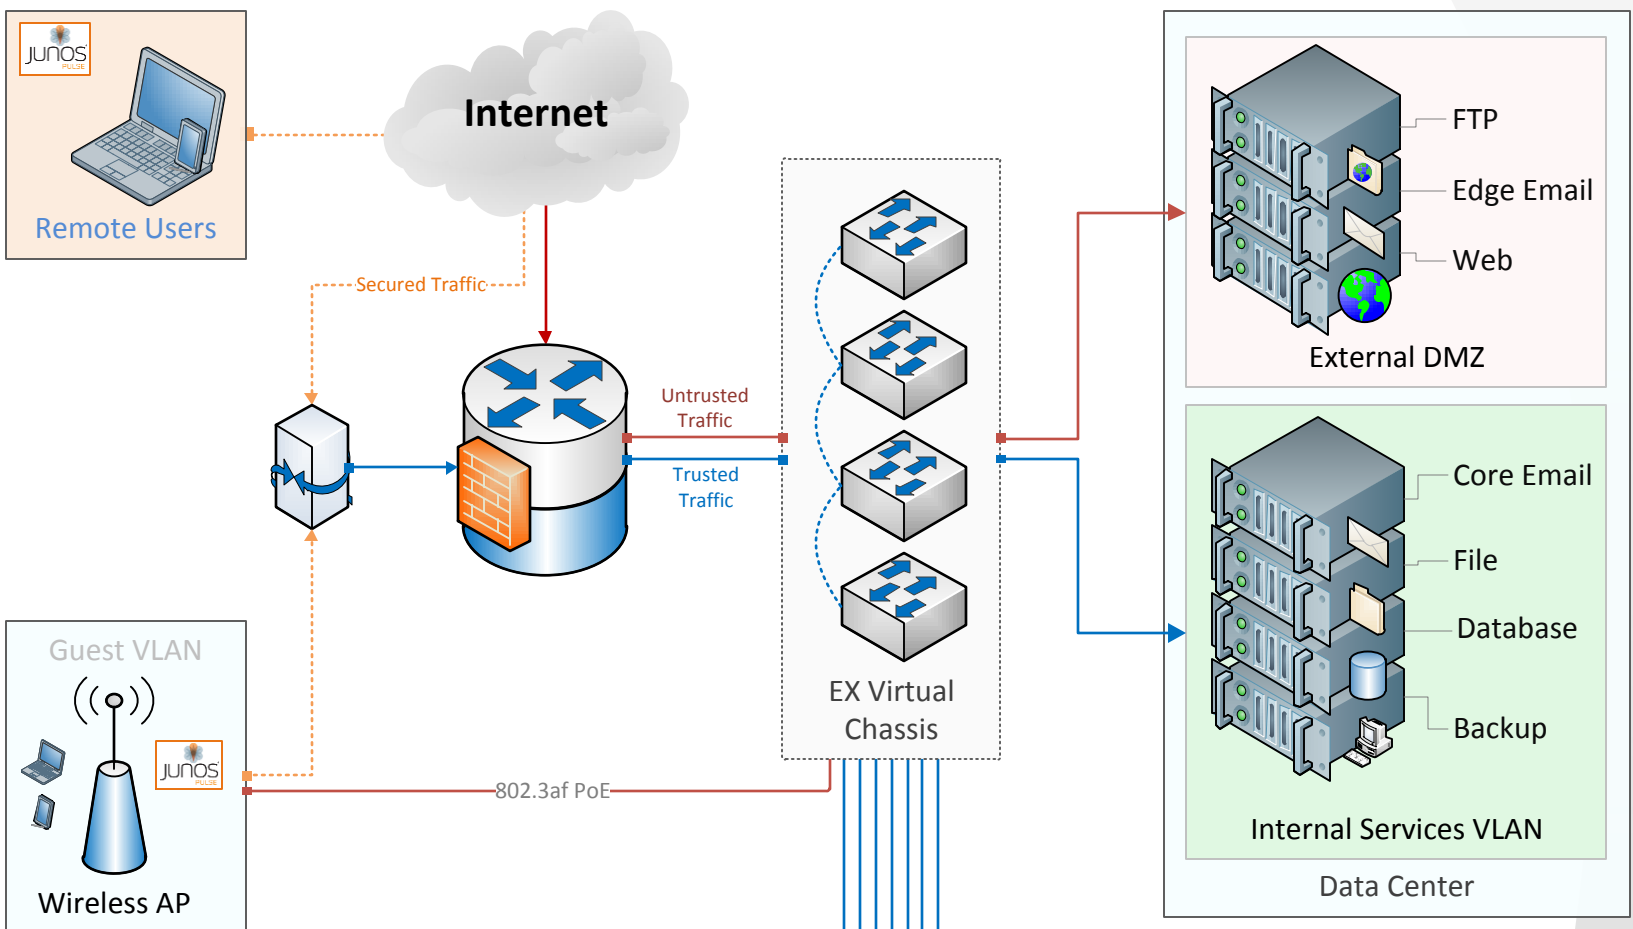 JUNOS
PULSE
Remote Users
Internet
Secured Traffic
Untrusted
Traffic
Trusted
Traffic
EX Virtual
Chassis
FTP
Edge Email
Web
External DMZ
Core Email
File
Database
Backup
Internal Services VLAN
Data Center
Guest VLAN
JUNOS
PULSE
Wireless AP
802.3af PoE